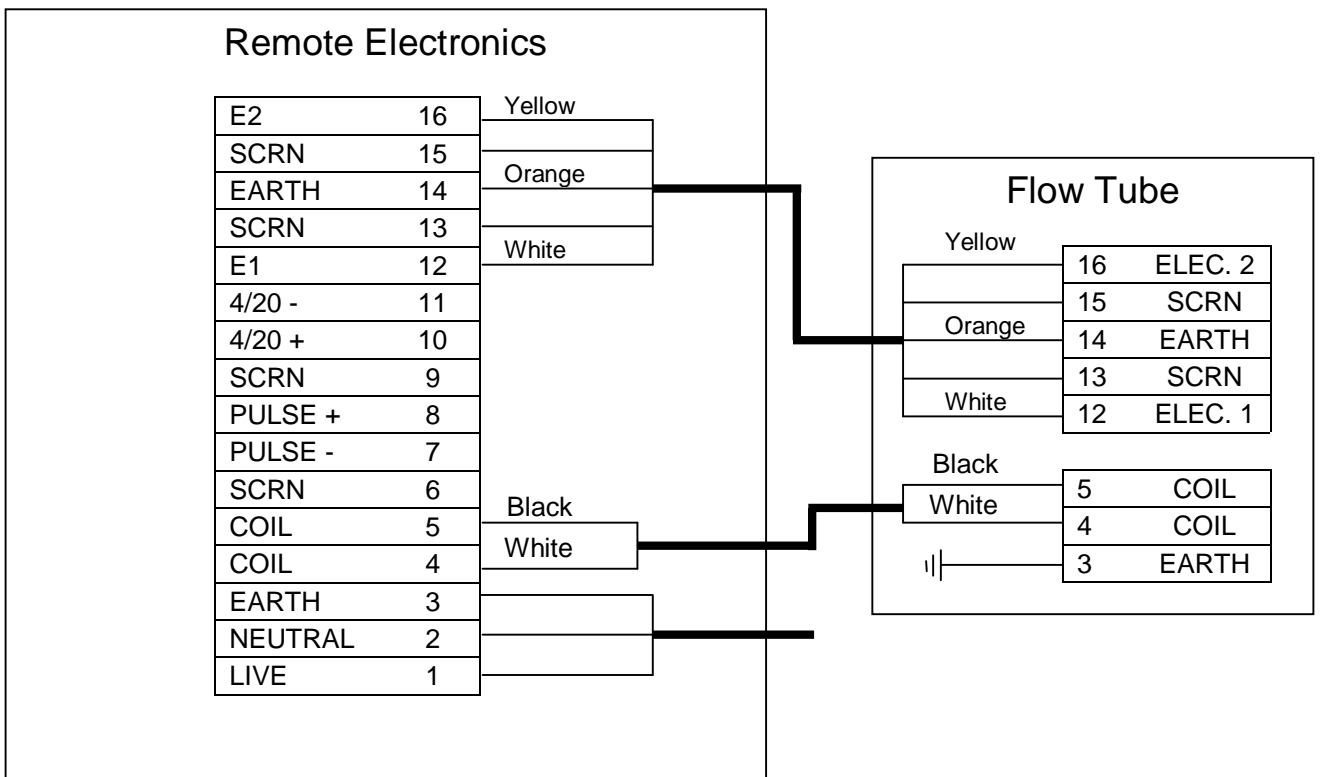 Remote Electronics
E2 16 Yellow
SCRN 15
EARTH 14 Orange
SCRN 13
E1 12 White
4/20 - 11
4/20 + 10
SCRN 9
PULSE + 8
PULSE - 7
SCRN 6
COIL 5 Black
COIL 4 White
EARTH 3
NEUTRAL 2
LIVE 1
Flow Tube
Yellow 16 ELEC. 2
15 SCRN
Orange 14 EARTH
13 SCRN
White 12 ELEC. 1
Black 5 COIL
White 4 COIL
3 EARTH